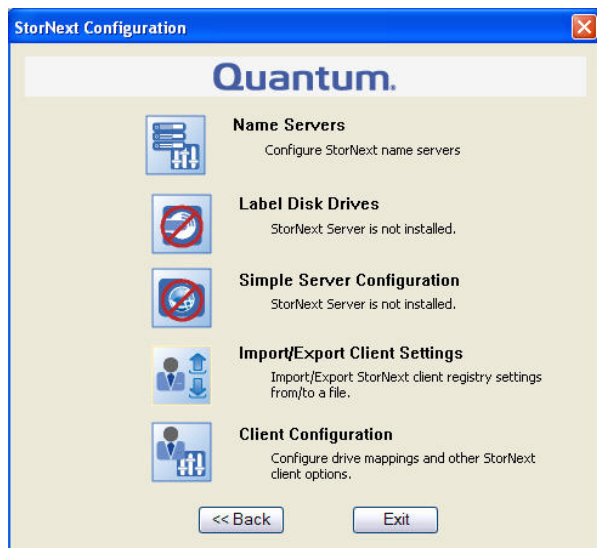 StorNext Configuration
Quantum.
Name Servers
Configure StorNext name servers
Label Disk Drives
StorNext Server is not installed.
Simple Server Configuration
StorNext Server is not installed.
Import/Export Client Settings
Import/Export StorNext client registry settings
from/to a file.
Client Configuration
Configure drive mappings and other StorNext
client options.
<< Back
Exit